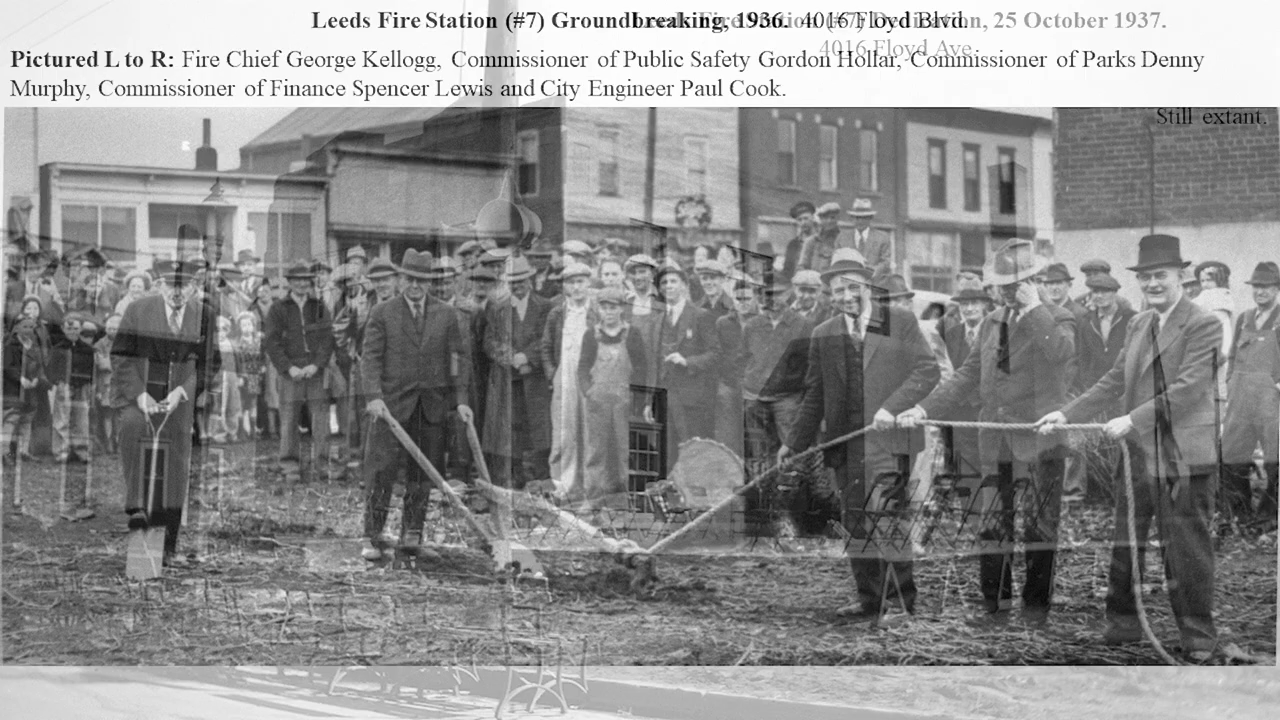 Leeds Fire Station (#7) Groundbreaking, 1936. 4016 Floyd Blvd.
Dedication, 25 October 1937.
4016 Floyd Ave
Pictured L to R: Fire Chief George Kellogg, Commissioner of Public Safety Gordon Hollar, Commissioner of Parks Denny
Murphy, Commissioner of Finance Spencer Lewis and City Engineer Paul Cook.
Still extant.